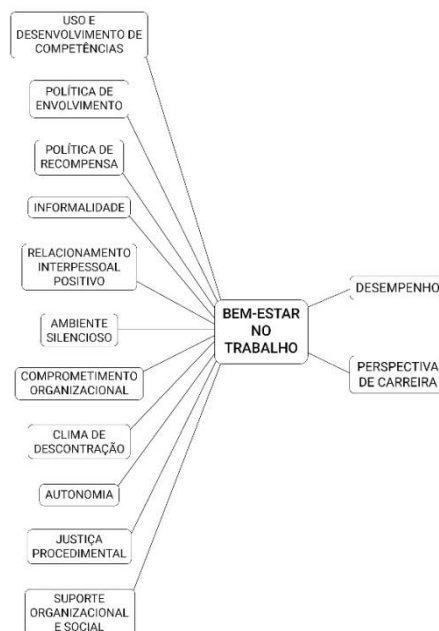 USO E
DESENVOLVIMENTO DE
COMPETÊNCIAS
POLÍTICA DE
ENVOLVIMENTO
POLÍTICA DE
RECOMPENSA
INFORMALIDADE
RELACIONAMENTO
INTERPESSOAL
POSITIVO
AMBIENTE
SILENCIOSO
COMPROMETIMENTO
ORGANIZACIONAL
CLIMA DE
DESCONTRAÇÃO
AUTONOMIA
JUSTIÇA
PROCEDIMENTAL
SUPORTE
ORGANIZACIONAL
E SOCIAL
BEM-ESTAR
NO
TRABALHO
DESEMPENHO
PERSPECTIVA
DE CARREIRA